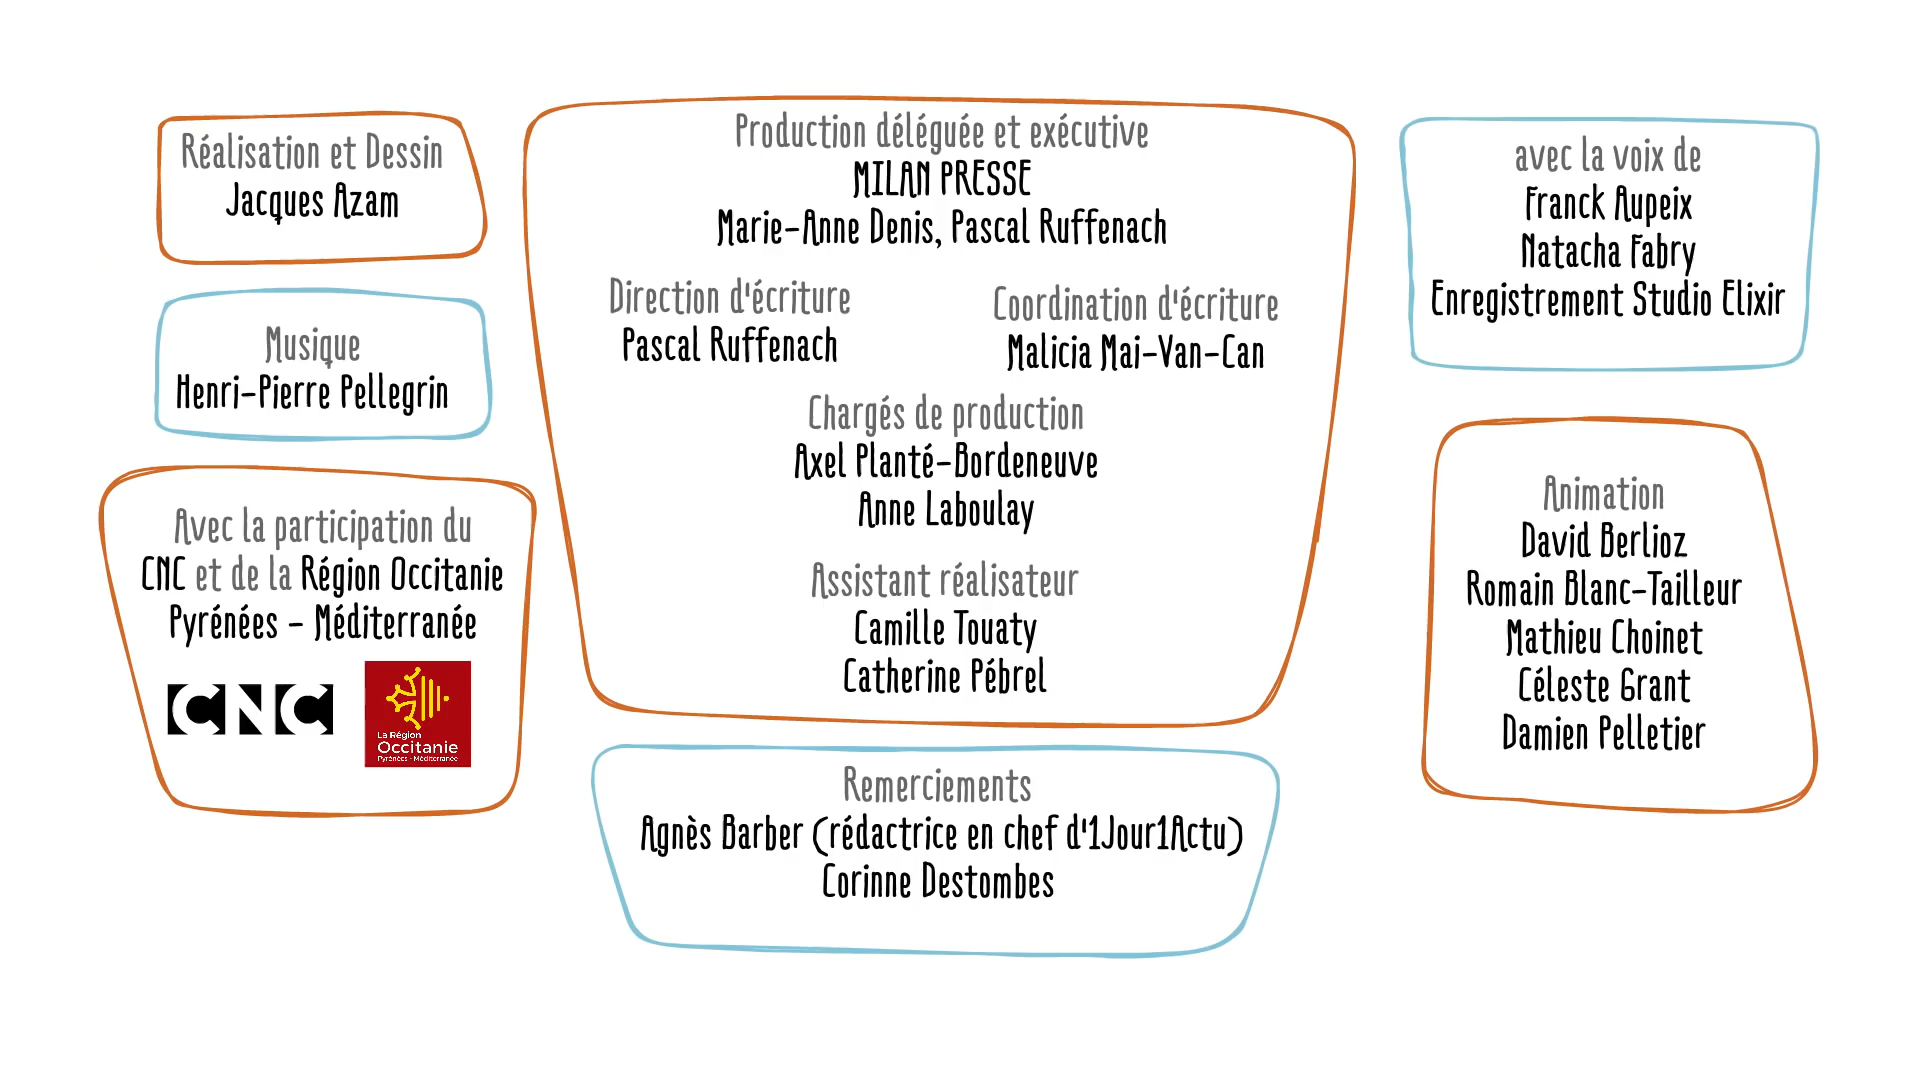 Réalisation et Dessin
Jacques Azam
Musique
Henri-Pierre Pellegrin
Avec la participation du
CNC et de la Région Occitanie
Pyrénées - Méditerranée
CNC
La Région
Occitanie
Pyrénées - Méditerranée
Production déléguée et exécutive
MILAN PRESSE
Marie-Anne Denis, Pascal Ruffenach
Direction d'écriture
Pascal Ruffenach
Coordination d'écriture
Malicia Mai-Van-Can
Chargés de production
Axel Planté-Bordeneuve
Anne Laboulay
Assistant réalisateur
Camille Touaty
Catherine Pébrel
Remerciements
Agnès Barber (rédactrice en chef d'1Jour1Actu)
Corinne Destombes
avec la voix de
Franck Aupeix
Natacha Fabry
Enregistrement Studio Elixir
Animation
David Berlioz
Romain Blanc-Tailleur
Mathieu Choinet
Céleste Grant
Damien Pelletier